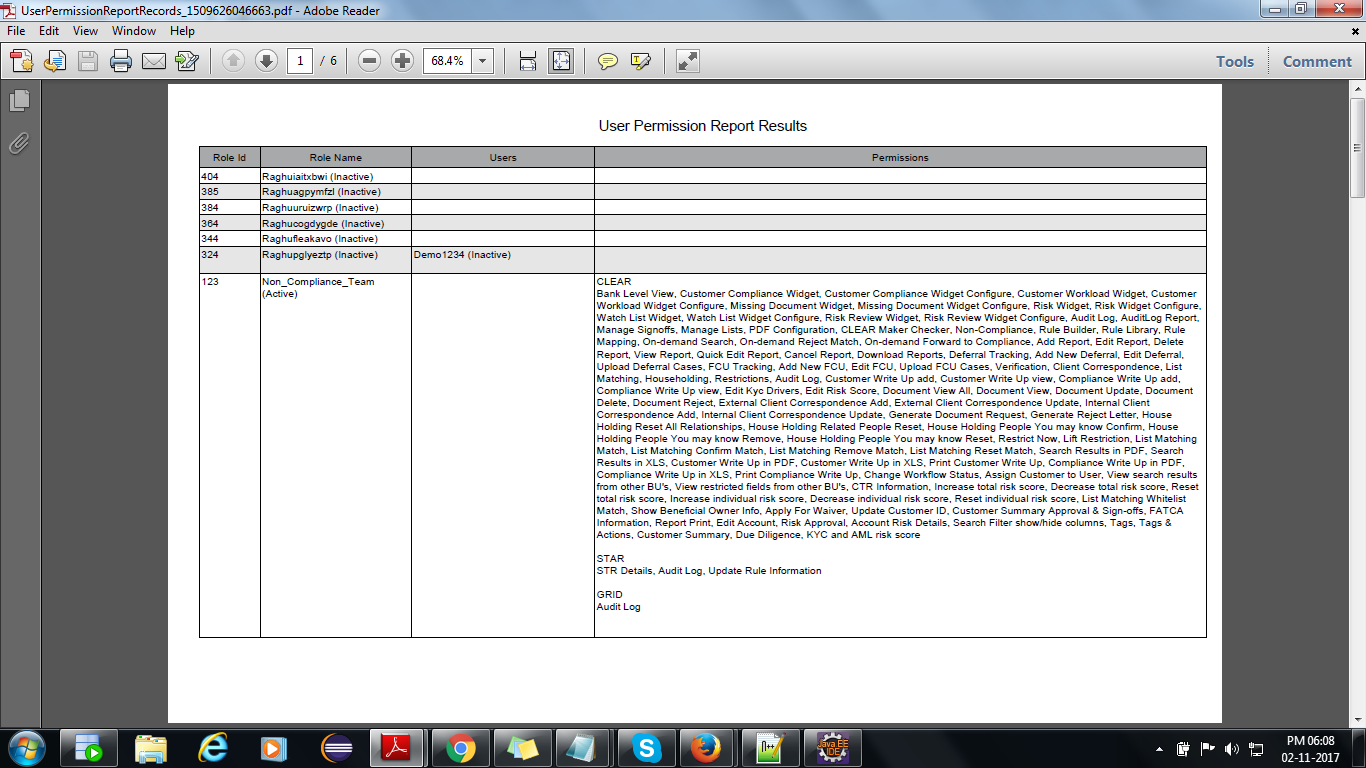 UserPermissionReportRecords_1509626046663.pdf - Adobe Reader
File Edit View Window Help
1 / 6 68.4% Tools Comment
User Permission Report Results
Role Id Role Name Users Permissions
404 Raghuiaitxbwi (Inactive)
385 Raghuagpymfzl (Inactive)
384 Raghuuruizwrp (Inactive)
364 Raghucogdygde (Inactive)
344 Raghufleakavo (Inactive)
324 Raghupglyeztp (Inactive) Demo1234 (Inactive)
123 Non_Compliance_Team
(Active)
CLEAR
Bank Level View, Customer Compliance Widget, Customer Compliance Widget Configure, Customer Workload Widget, Customer
Workload Widget Configure, Missing Document Widget, Missing Document Widget Configure, Risk Widget, Risk Widget Configure,
Watch List Widget, Watch List Widget Configure, Risk Review Widget, Risk Review Widget Configure, Audit Log, AuditLog Report,
Manage Signoffs, Manage Lists, PDF Configuration, CLEAR Maker Checker, Non-Compliance, Rule Builder, Rule Library, Rule
Mapping, On-demand Search, On-demand Reject Match, On-demand Forward to Compliance, Add Report, Edit Report, Delete
Report, View Report, Quick Edit Report, Cancel Report, Download Reports, Deferral Tracking, Add New Deferral, Edit Deferral,
Upload Deferral Cases, FCU Tracking, Add New FCU, Edit FCU, Upload FCU Cases, Verification, Client Correspondence, List
Matching, Householding, Restrictions, Audit Log, Customer Write Up add, Customer Write Up view, Compliance Write Up add,
Compliance Write Up view, Edit Kyc Drivers, Edit Risk Score, Document View All, Document View, Document Update, Document
Delete, Document Reject, External Client Correspondence Add, External Client Correspondence Update, Internal Client
Correspondence Add, Internal Client Correspondence Update, Generate Document Request, Generate Reject Letter, House
Holding Reset All Relationships, House Holding Related People Reset, House Holding People You may know Confirm, House
Holding People You may know Remove, House Holding People You may know Reset, Restrict Now, Lift Restriction, List Matching
Match, List Matching Confirm Match, List Matching Remove Match, List Matching Reset Match, Search Results in PDF, Search
Results in XLS, Customer Write Up in PDF, Customer Write Up in XLS, Print Customer Write Up, Compliance Write Up in PDF,
Compliance Write Up in XLS, Print Compliance Write Up, Change Workflow Status, Assign Customer to User, View search results
from other BU's, View restricted fields from other BU's, CTR Information, Increase total risk score, Decrease total risk score, Reset
total risk score, Increase individual risk score, Decrease individual risk score, Reset individual risk score, List Matching Whitelist
Match, Show Beneficial Owner Info, Apply For Waiver, Update Customer ID, Customer Summary Approval & Sign-offs, FATCA
Information, Report Print, Edit Account, Risk Approval, Account Risk Details, Search Filter show/hide columns, Tags, Tags &
Actions, Customer Summary, Due Diligence, KYC and AML risk score
STAR
STR Details, Audit Log, Update Rule Information
GRID
Audit Log
Java EE
IDE
PM 06:08
02-11-2017